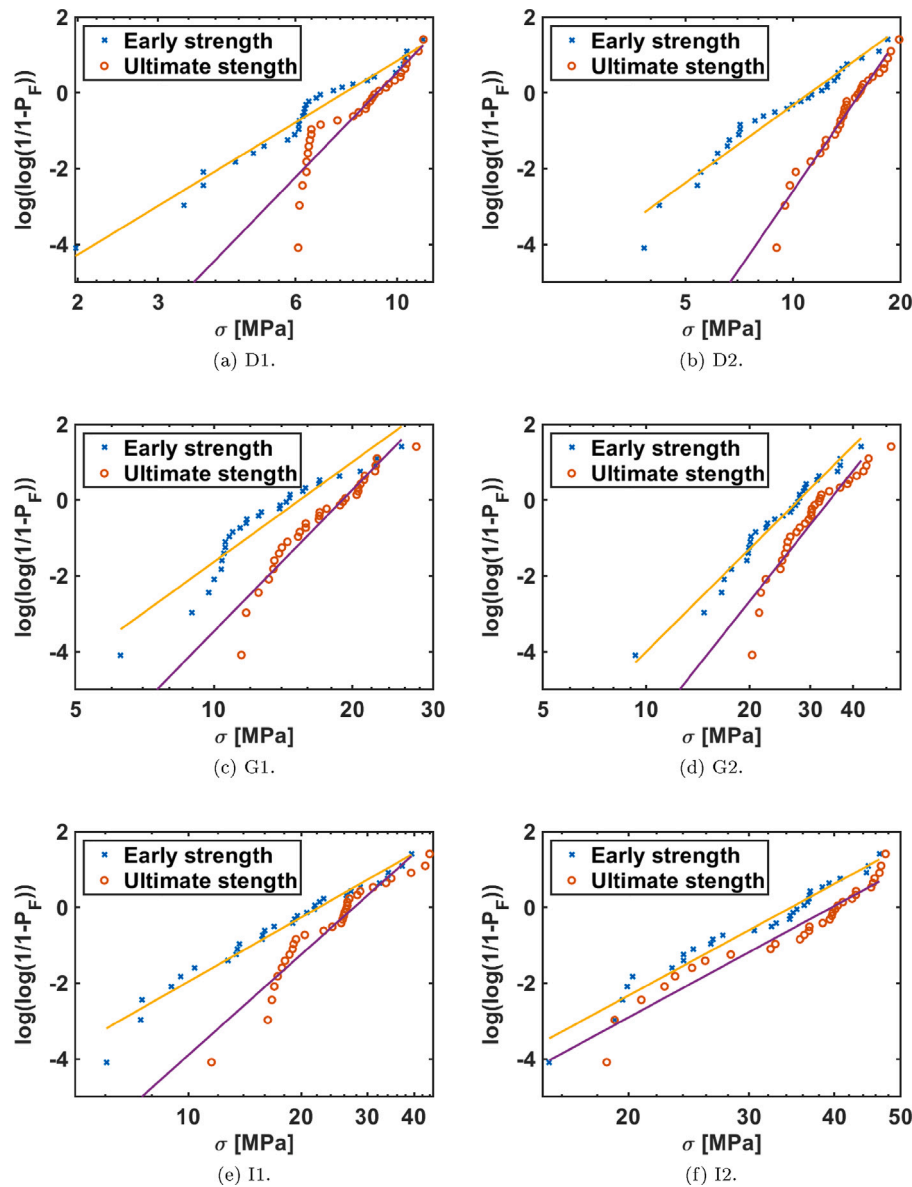 Early strength
Ultimate stength
log(log(1/1-P_F))
2
0
-2
-4
2 3 6 10
σ [MPa]
(a) D1.
Early strength
Ultimate stength
log(log(1/1-P_F))
2
0
-2
-4
5 10 20
σ [MPa]
(b) D2.
Early strength
Ultimate stength
log(log(1/1-P_F))
2
0
-2
-4
5 10 20 30
σ [MPa]
(c) G1.
Early strength
Ultimate stength
log(log(1/1-P_F))
2
0
-2
-4
5 10 20 30 40
σ [MPa]
(d) G2.
Early strength
Ultimate stength
log(log(1/1-P_F))
2
0
-2
-4
10 20 30 40
σ [MPa]
(e) I1.
Early strength
Ultimate stength
log(log(1/1-P_F))
2
0
-2
-4
20 30 40 50
σ [MPa]
(f) I2.